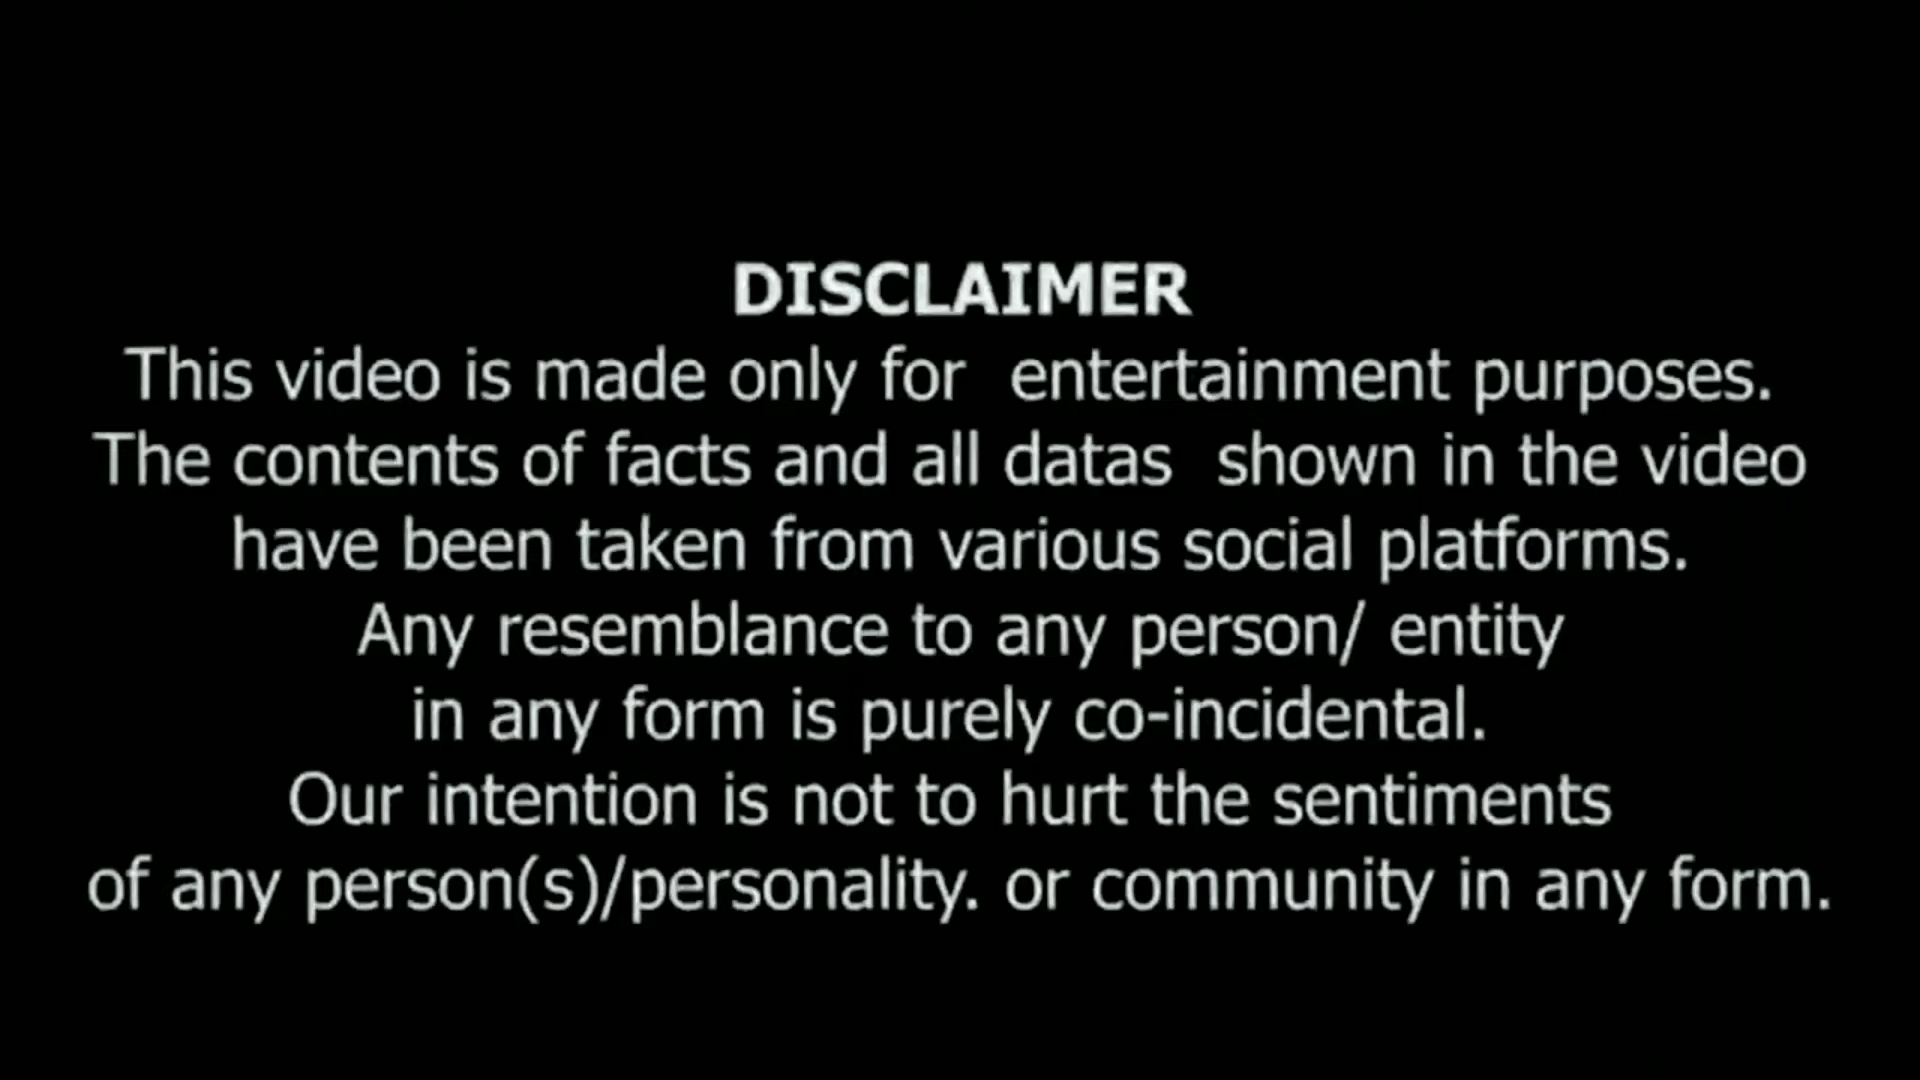 DISCLAIMER
This video is made only for  entertainment purposes.
The contents of facts and all datas  shown in the video
have been taken from various social platforms.
Any resemblance to any person/ entity
in any form is purely co-incidental.
Our intention is not to hurt the sentiments
of any person(s)/personality. or community in any form.